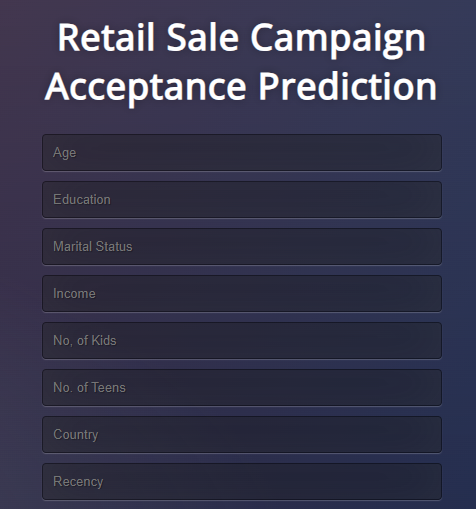 Retail Sale Campaign
Acceptance Prediction
Age
Education
Marital Status
Income
No, of Kids
No. of Teens
Country
Recency